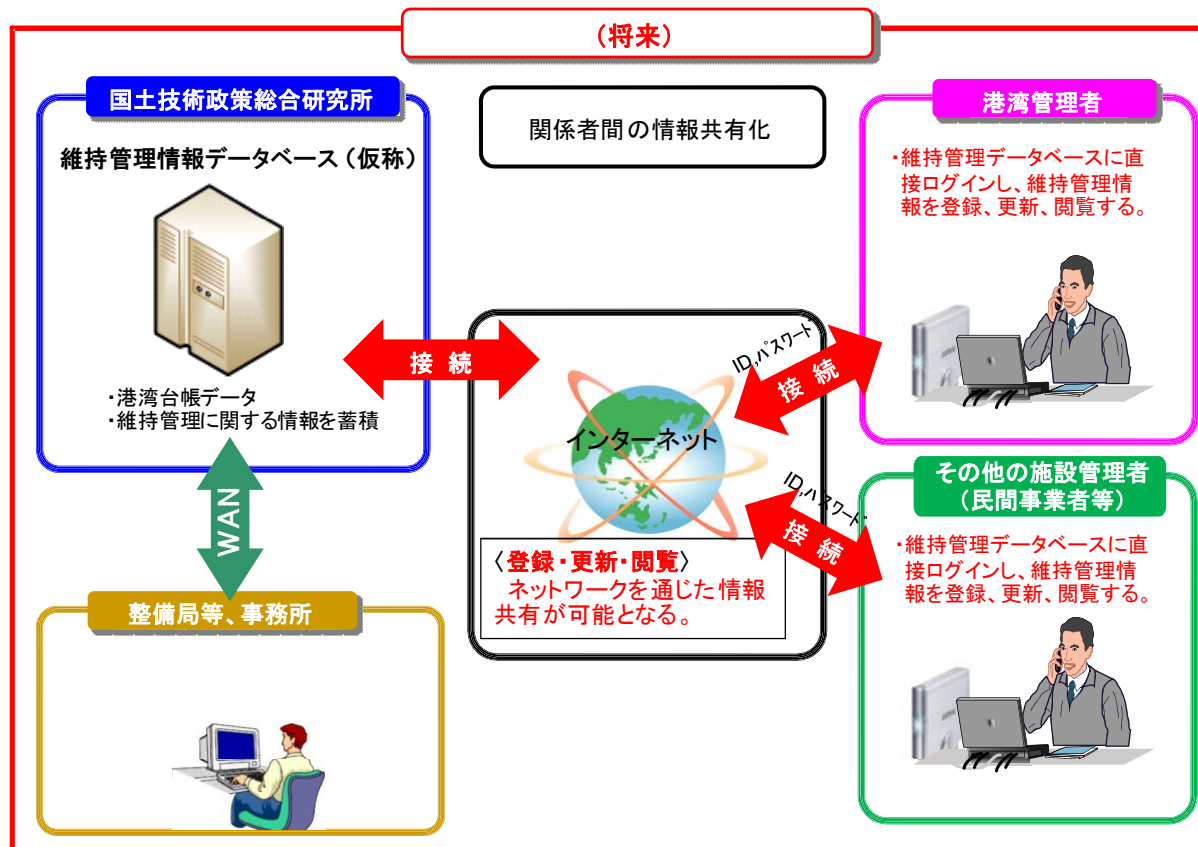 (将来)
国土技術政策総合研究所
維持管理情報データベース(仮称)
・港湾台帳データ
・維持管理に関する情報を蓄積
WAN
整備局等、事務所
関係者間の情報共有化
接 続
インターネット
〈登録・更新・閲覧〉
ネットワークを通じた情報
共有が可能となる。
ID,パスワード
接 続
ID,パスワード
接 続
港湾管理者
・維持管理データベースに直
接ログインし、維持管理情
報を登録、更新、閲覧する。
その他の施設管理者
(民間事業者等)
・維持管理データベースに直
接ログインし、維持管理情
報を登録、更新、閲覧する。